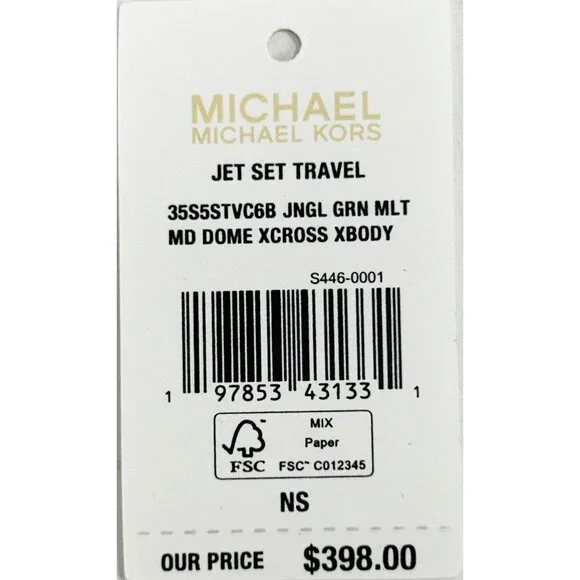 MICHAEL
MICHAEL KORS
JET SET TRAVEL
35S5STVC6B JNGL GRN MLT
MD DOME XCROSS XBODY
S446-0001
1 97853 43133 1
MIX
Paper
FSC™ C012345
FSC
NS
OUR PRICE $398.00